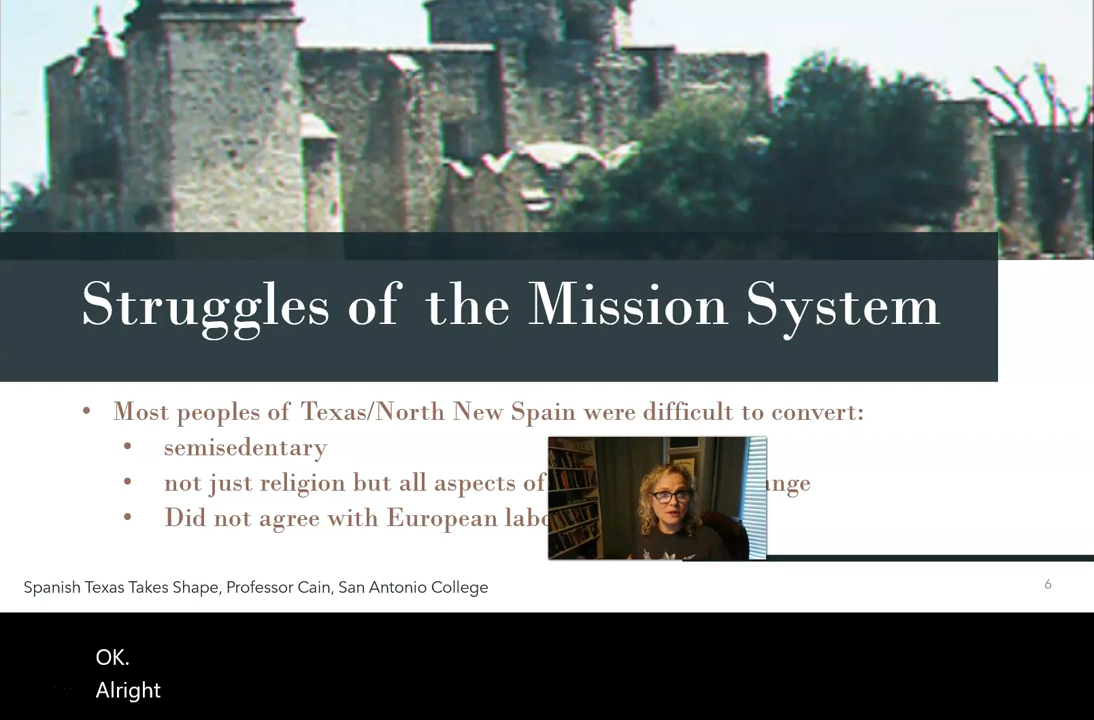 Struggles of the Mission System
• Most peoples of Texas/North New Spain were difficult to convert:
• semisedentary
• not just religion but all aspects of
• Did not agree with European
Spanish Texas Takes Shape, Professor Cain, San Antonio College
6
OK.
Alright